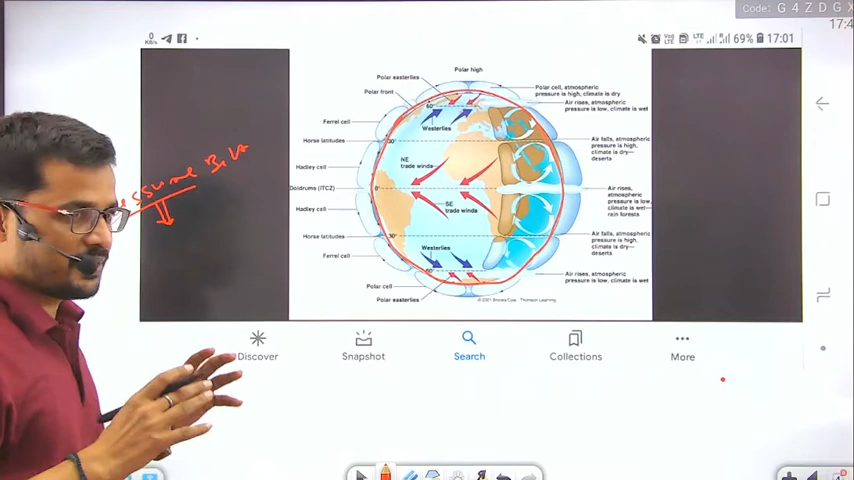 Code: G 4 Z D G X
17:4
0
KB/s
LTE
LTE
69%
17:01
Polar high
Polar easterlies
Polar cell, atmospheric
pressure is high, climate is dry
Polar front
60°
Air rises, atmospheric
pressure is low, climate is wet
Ferrel cell
Westerlies
Horse latitudes
30°
Air falls, atmospheric
pressure is high,
climate is dry—
deserts
NE
trade winds
Hadley cell
Doldrums (ITCZ)
0°
Air rises,
atmospheric
pressure is low,
climate is wet—
rain forests
SE
trade winds
Hadley cell
Horse latitudes
30°
Air falls, atmospheric
pressure is high,
climate is dry—
deserts
Westerlies
Ferrel cell
60°
Air rises, atmospheric
pressure is low, climate is wet
Polar cell
Polar easterlies
© 2001 Brooks/Cole Thomson Learning
Discover
Snapshot
Search
Collections
More